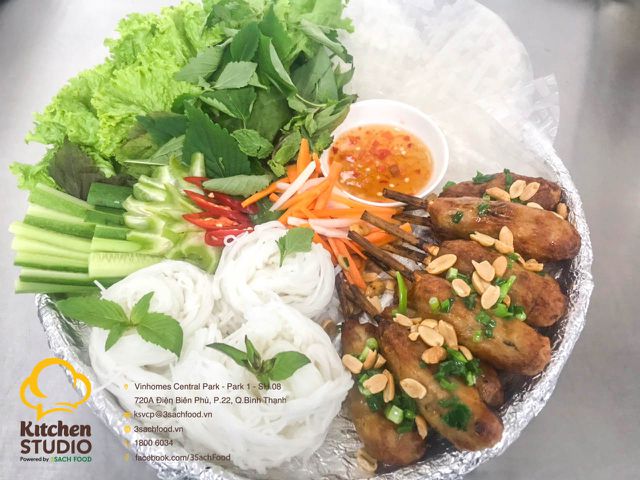 Kitchen
STUDIO
Powered by 3SACH FOOD
Vinhomes Central Park - Park 1 - SH.08
720A Điện Biên Phủ, P.22, Q.Bình Thạnh
ksvcp@3sachfood.vn
3sachfood.vn
1800 6034
facebook.com/3SachFood